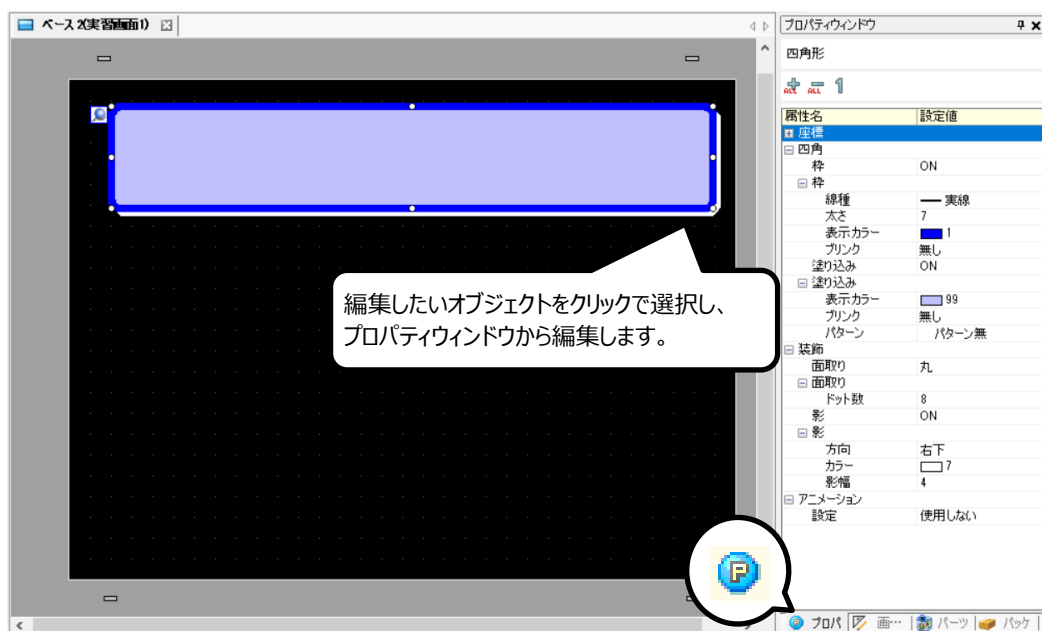 ベース 2(実習画面1)
プロパティウィンドウ
四角形
ALL ALL 1
属性名 設定値
座標
四角
枠 ON
枠
線種 実線
太さ 7
表示カラー 1
ブリンク 無し
塗り込み ON
塗り込み
表示カラー 99
ブリンク 無し
パターン パターン無
装飾
面取り 丸
面取り
ドット数 8
影 ON
影
方向 右下
カラー 7
影幅 4
アニメーション
設定 使用しない
編集したいオブジェクトをクリックで選択し、
プロパティウィンドウから編集します。
P
プロパ 画… パーツ パッケ